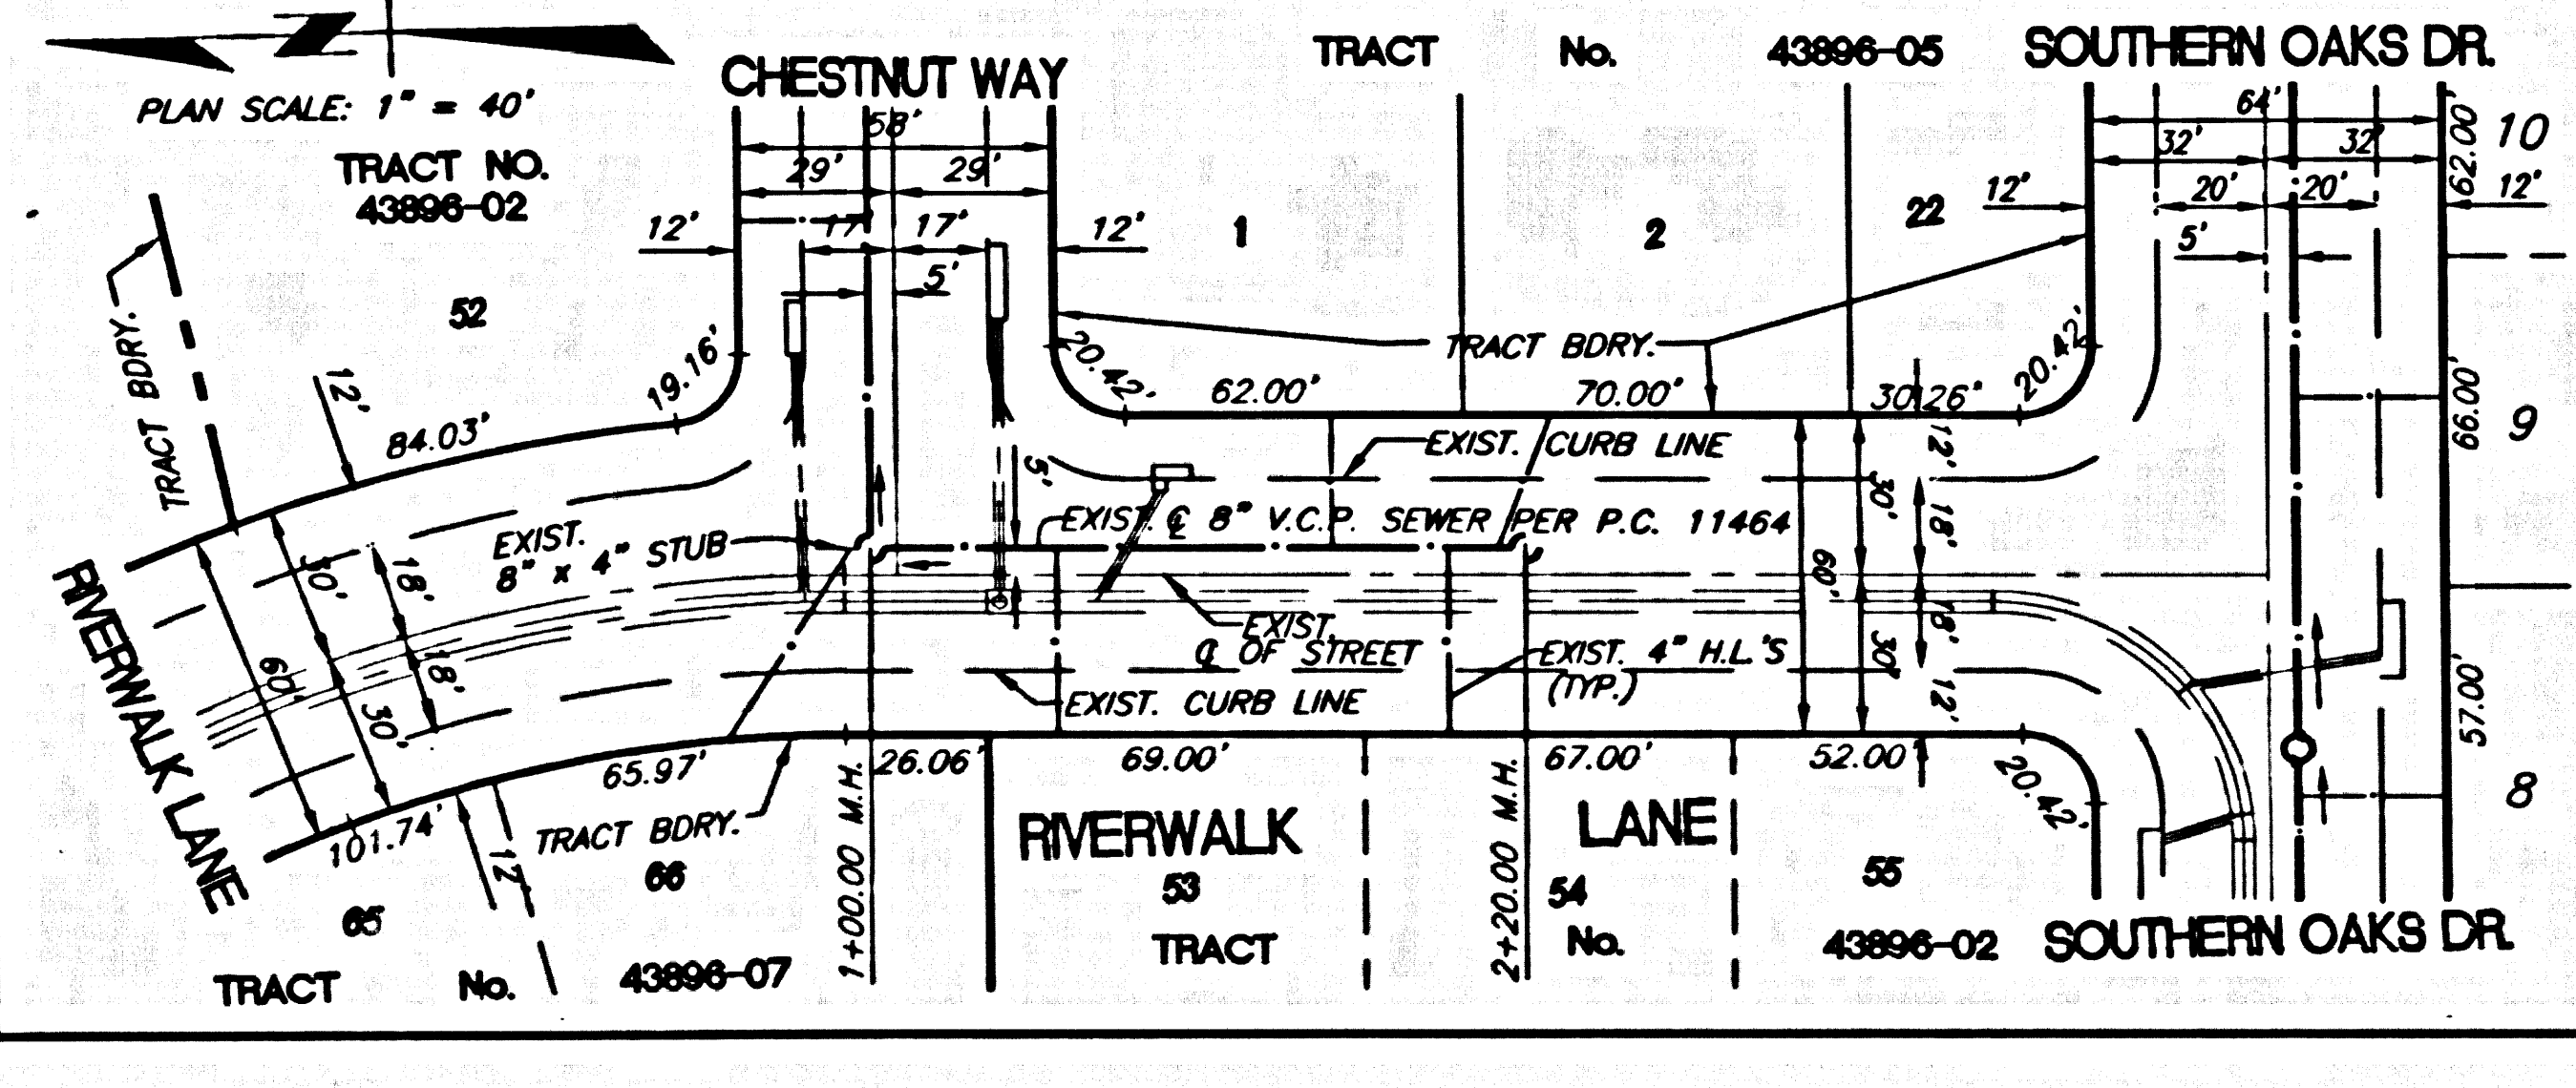 CHESTNUT WAY
TRACT No. 43896-05
SOUTHERN OAKS DR.
PLAN SCALE: 1" = 40'
TRACT NO.
43896-02
58'
29' 29'
12' 17' 17' 12'
5'
1
2
22
64'
32' 32'
12' 20' 20' 12'
5'
62.00'
10
52
TRACT BDRY.
12'
84.03'
19.16'
20.42'
62.00'
TRACT BDRY.
70.00'
30.26'
20.42'
66.00'
9
EXIST. CURB LINE
5'
EXIST.
8" x 4" STUB
EXIST. ℄ 8" V.C.P. SEWER PER P.C. 11464
12'
30' 18'
60'
18'
30'
12'
RIVERWALK LANE
60'
30'
18'
18'
30'
EXIST.
℄ OF STREET
EXIST. 4" H.L.'S
(TYP.)
EXIST. CURB LINE
57.00'
8
101.74'
65.97'
26.06'
69.00'
67.00'
52.00'
20.42'
12'
TRACT BDRY.
65
66
1+00.00 M.H.
RIVERWALK LANE
2+20.00 M.H.
53
54
55
TRACT No. 43896-07
TRACT No. 43896-02
SOUTHERN OAKS DR.